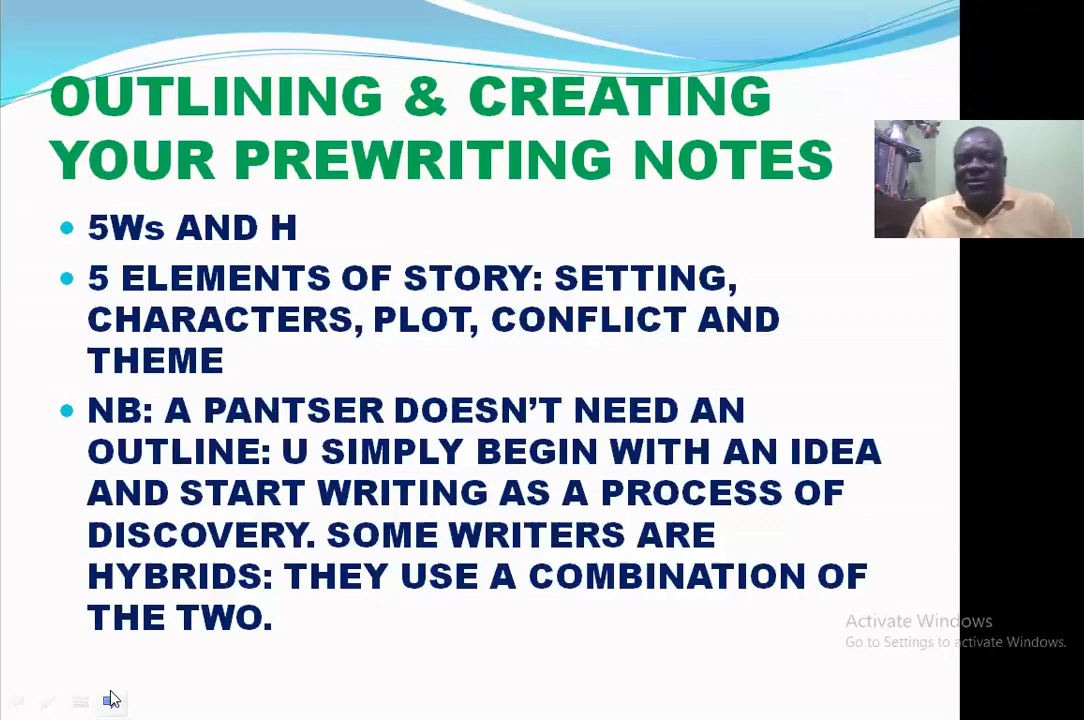 OUTLINING & CREATING
YOUR PREWRITING NOTES
5Ws AND H
5 ELEMENTS OF STORY: SETTING,
CHARACTERS, PLOT, CONFLICT AND
THEME
NB: A PANTSER DOESN’T NEED AN
OUTLINE: U SIMPLY BEGIN WITH AN IDEA
AND START WRITING AS A PROCESS OF
DISCOVERY. SOME WRITERS ARE
HYBRIDS: THEY USE A COMBINATION OF
THE TWO.
Activate Windows
Go to Settings to activate Windows.